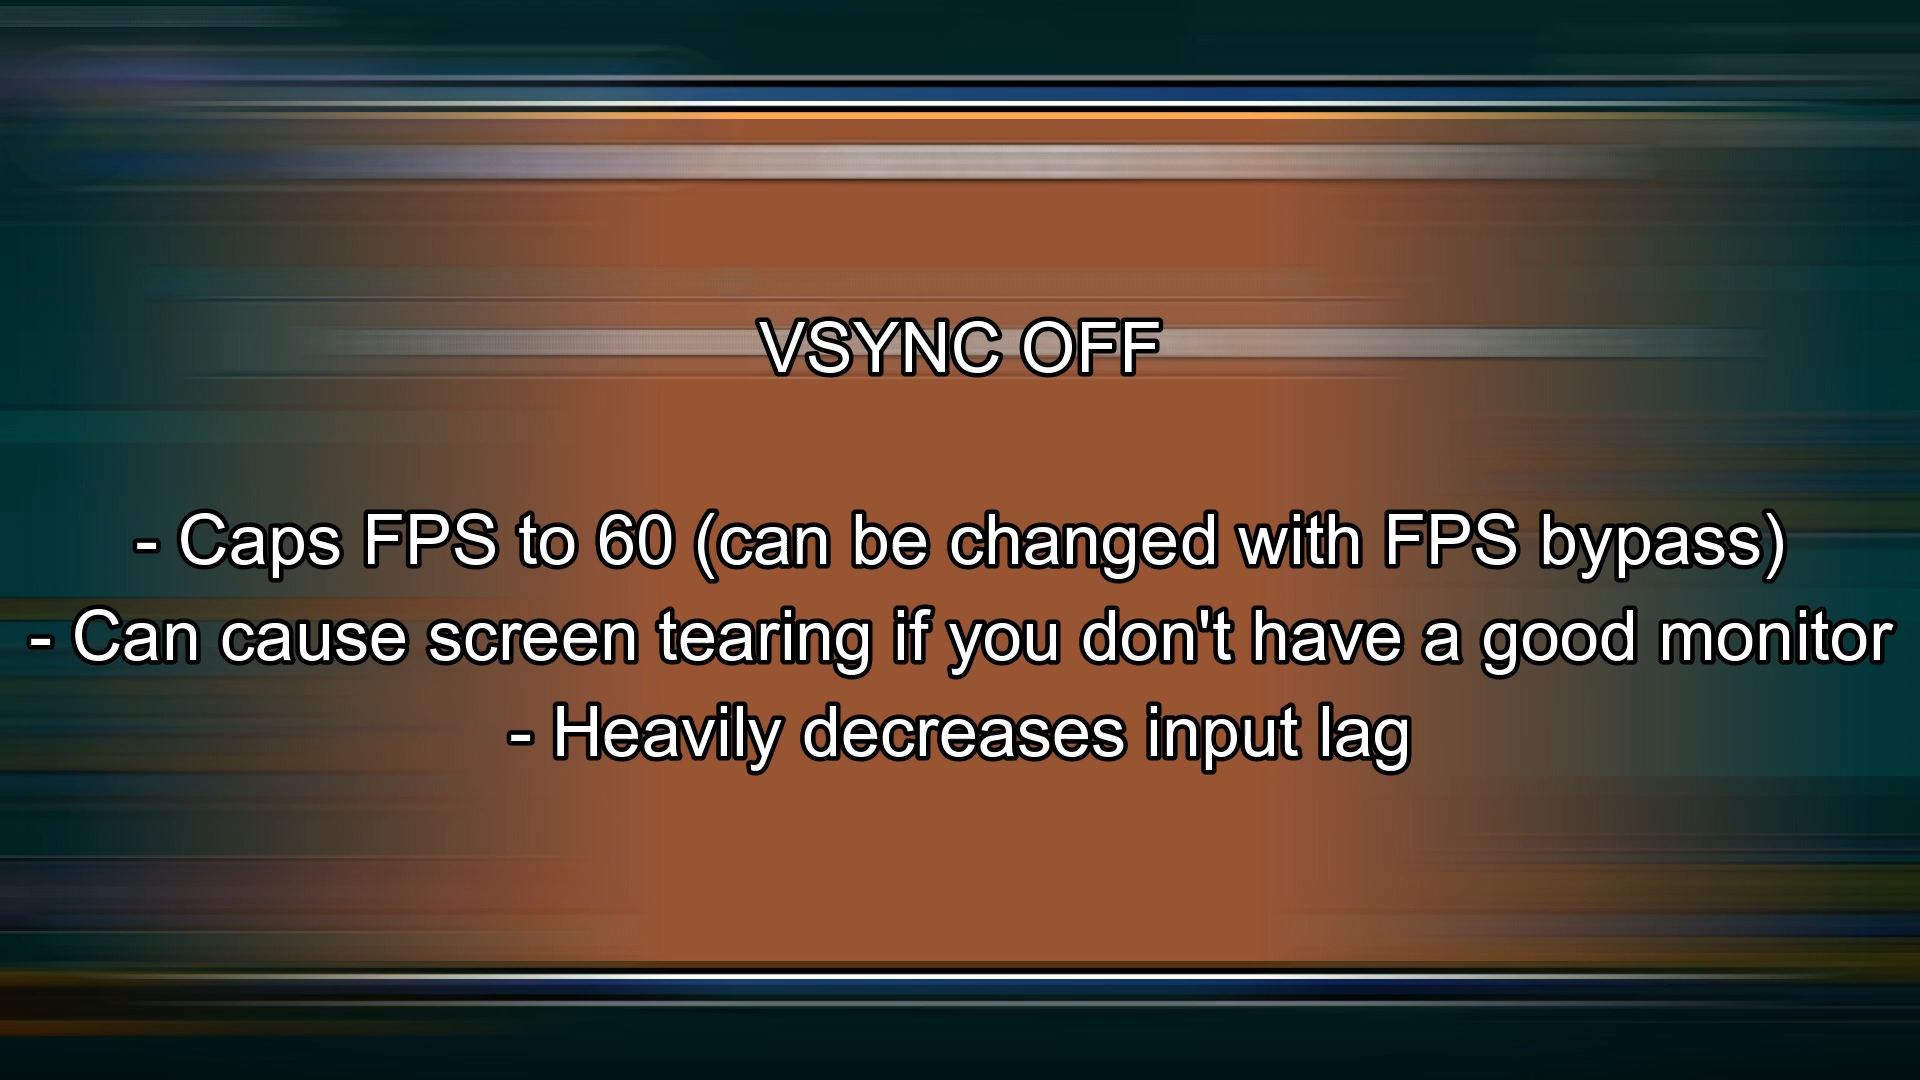 VSYNC OFF
- Caps FPS to 60 (can be changed with FPS bypass)
- Can cause screen tearing if you don't have a good monitor
- Heavily decreases input lag